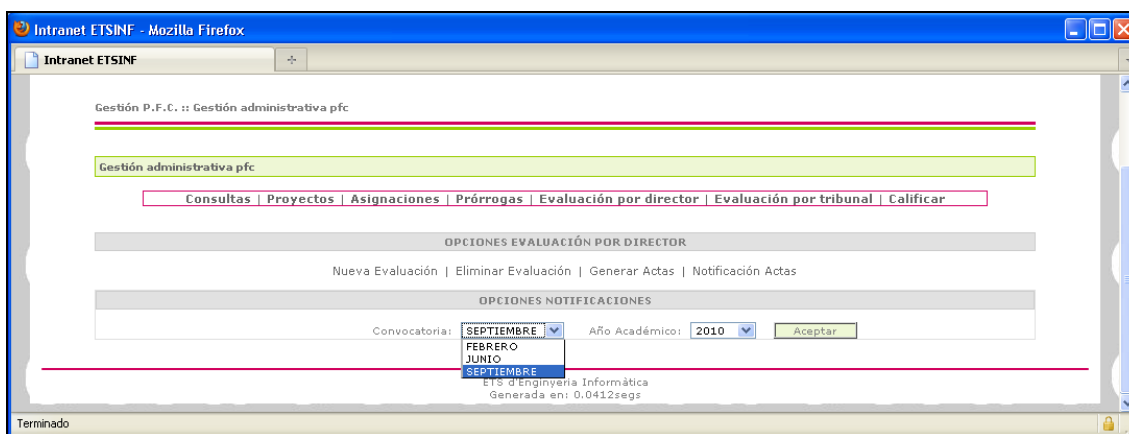 Intranet ETSINF - Mozilla Firefox
Intranet ETSINF
Gestión P.F.C. :: Gestión administrativa pfc
Gestión administrativa pfc
Consultas | Proyectos | Asignaciones | Prórrogas | Evaluación por director | Evaluación por tribunal | Calificar
OPCIONES EVALUACIÓN POR DIRECTOR
Nueva Evaluación | Eliminar Evaluación | Generar Actas | Notificación Actas
OPCIONES NOTIFICACIONES
Convocatoria: SEPTIEMBRE Año Académico: 2010 Aceptar
FEBRERO
JUNIO
SEPTIEMBRE
ETS d'Enginyeria Informàtica
Generada en: 0.0412segs
Terminado